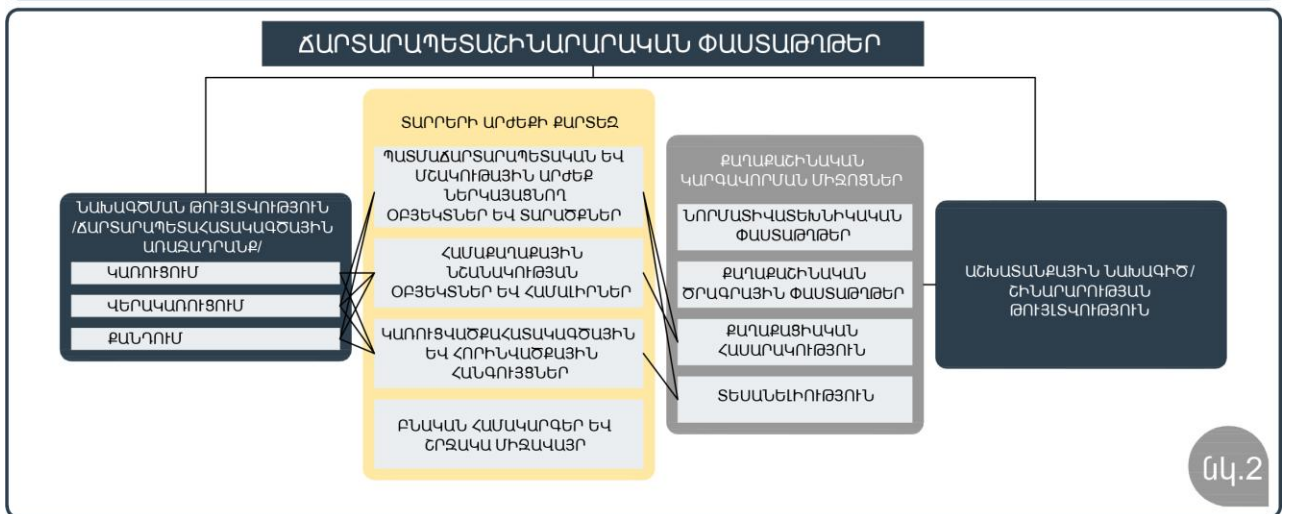 ՃԱՐՏԱՐԱՊԵՏԱՇԻՆԱՐԱՐԱԿԱՆ ՓԱՍՏԱԹՂԹԵՐ
ՆԱԽԱԳԾՄԱՆ ԹՈՒՅԼՏՎՈՒԹՅՈՒՆ
/ՃԱՐՏԱՐԱՊԵՏԱՀԱՏԱԿԱԳԾԱՅԻՆ
ԱՌԱՋԱԴՐԱՆՔ/
ԿԱՌՈՒՑՈՒՄ
ՎԵՐԱԿԱՌՈՒՑՈՒՄ
ՔԱՆԴՈՒՄ
ՏԱՐՐԵՐԻ ԱՐԺԵՔԻ ՔԱՐՏԵԶ
ՊԱՏՄԱՃԱՐՏԱՐԱՊԵՏԱԿԱՆ ԵՎ
ՄՇԱԿՈՒԹԱՅԻՆ ԱՐԺԵՔ
ՆԵՐԿԱՅԱՑՆՈՂ
ՕԲՅԵԿՏՆԵՐ ԵՎ ՏԱՐԱԾՔՆԵՐ
ՀԱՄԱՔԱՂԱՔԱՅԻՆ
ՆՇԱՆԱԿՈՒԹՅԱՆ
ՕԲՅԵԿՏՆԵՐ ԵՎ ՀԱՄԱԼԻՐՆԵՐ
ԿԱՌՈՒՑՎԱԾՔԱՀԱՏԱԿԱԳԾԱՅԻՆ
ԵՎ ՀՈՐԻՆՎԱԾՔԱՅԻՆ
ՀԱՆԳՈՒՅՑՆԵՐ
ԲՆԱԿԱՆ ՀԱՄԱԿԱՐԳԵՐ ԵՎ
ՇՐՋԱԿԱ ՄԻՋԱՎԱՅՐ
ՔԱՂԱՔԱՇԻՆԱԿԱՆ
ԿԱՐԳԱՎՈՐՄԱՆ ՄԻՋՈՑՆԵՐ
ՆՈՐՄԱՏԻՎԱՏԵԽՆԻԿԱԿԱՆ
ՓԱՍՏԱԹՂԹԵՐ
ՔԱՂԱՔԱՇԻՆԱԿԱՆ
ԾՐԱԳՐԱՅԻՆ ՓԱՍՏԱԹՂԹԵՐ
ՔԱՂԱՔԱՑԻԱԿԱՆ
ՀԱՍԱՐԱԿՈՒԹՅՈՒՆ
ՏԵՍԱՆԵԼԻՈՒԹՅՈՒՆ
ԱՇԽԱՏԱՆՔԱՅԻՆ ՆԱԽԱԳԻԾ/
ՇԻՆԱՐԱՐՈՒԹՅԱՆ
ԹՈՒՅԼՏՎՈՒԹՅՈՒՆ
նկ.2